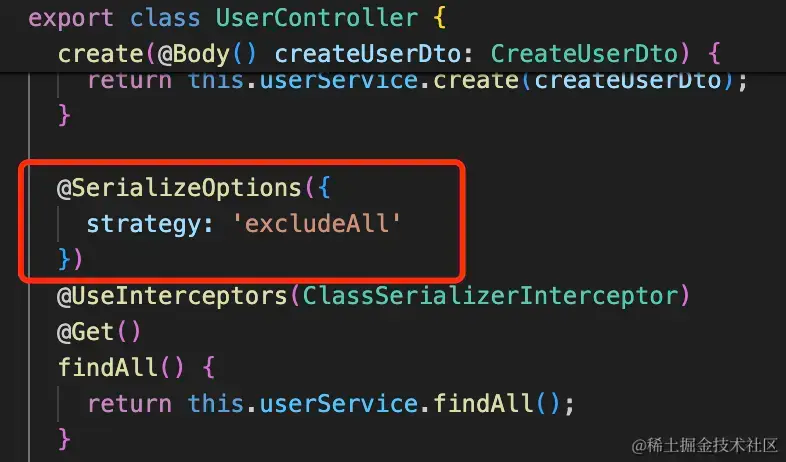 export class UserController {
  create(@Body() createUserDto: CreateUserDto) {
    return this.userService.create(createUserDto);
  }

  @SerializeOptions({
    strategy: 'excludeAll'
  })
  @UseInterceptors(ClassSerializerInterceptor)
  @Get()
  findAll() {
    return this.userService.findAll();
  }
@稀土掘金技术社区